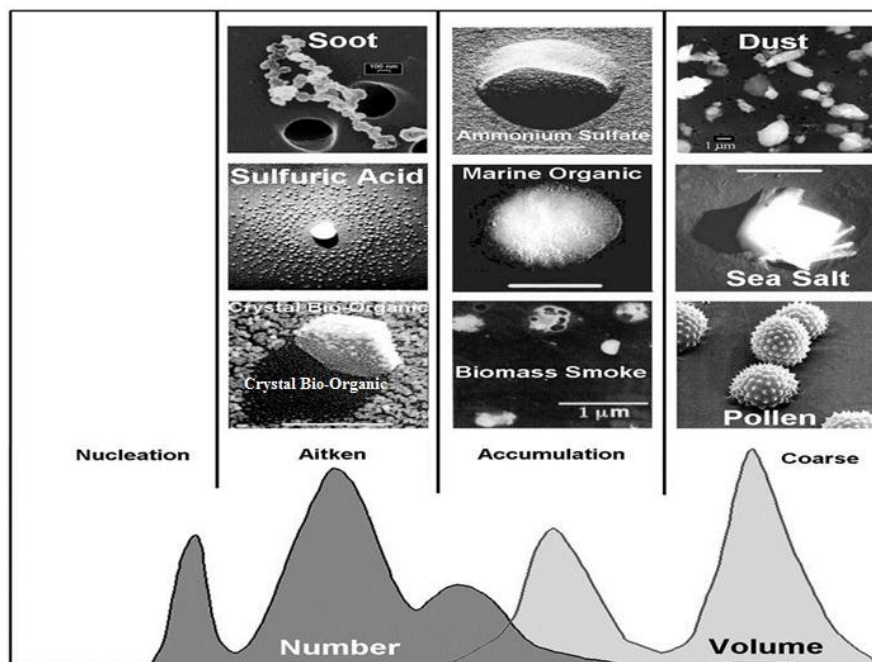 Soot
100 nm
Ammonium Sulfate
Dust
1 μm
Sulfuric Acid
Marine Organic
Sea Salt
Crystal Bio-Organic
Crystal Bio-Organic
Biomass Smoke
1 μm
Pollen
Nucleation
Aitken
Accumulation
Coarse
Number
Volume